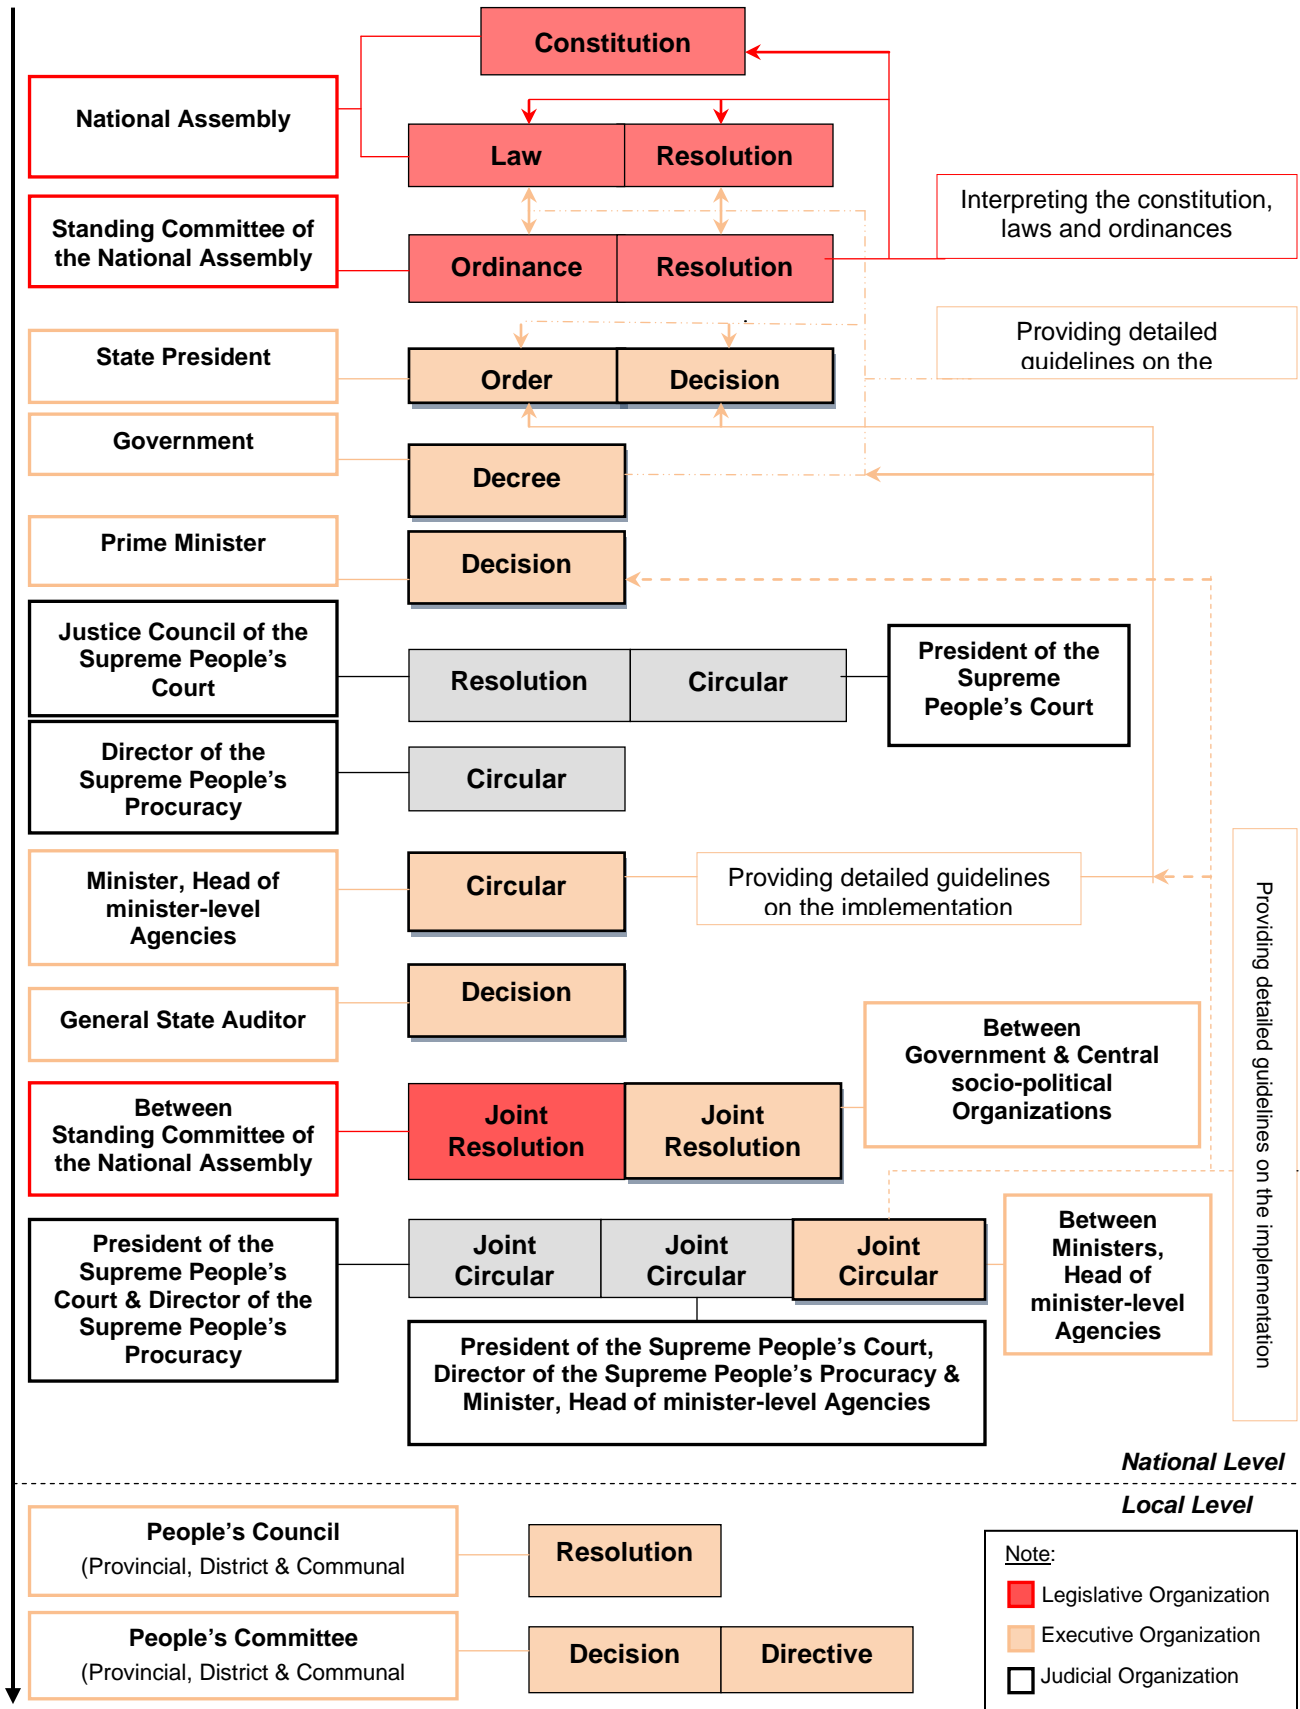 Constitution
National Assembly
Law
Resolution
Standing Committee of
the National Assembly
Ordinance
Resolution
Interpreting the constitution,
laws and ordinances
State President
Order
Decision
Providing detailed
guidelines on the
Government
Decree
Prime Minister
Decision
Justice Council of the
Supreme People’s
Court
Resolution
Circular
President of the
Supreme
People’s Court
Director of the
Supreme People’s
Procuracy
Circular
Minister, Head of
minister-level
Agencies
Circular
Providing detailed guidelines
on the implementation
Providing detailed guidelines on the implementation
General State Auditor
Decision
Between
Government & Central
socio-political
Organizations
Between
Standing Committee of
the National Assembly
Joint
Resolution
Joint
Resolution
President of the
Supreme People’s
Court & Director of the
Supreme People’s
Procuracy
Joint
Circular
Joint
Circular
Joint
Circular
Between
Ministers,
Head of
minister-level
Agencies
President of the Supreme People’s Court,
Director of the Supreme People’s Procuracy &
Minister, Head of minister-level Agencies
National Level
Local Level
People’s Council
(Provincial, District & Communal
Resolution
People’s Committee
(Provincial, District & Communal
Decision
Directive
Note:
Legislative Organization
Executive Organization
Judicial Organization